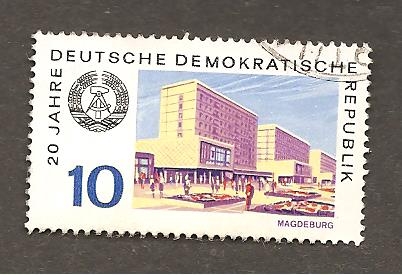 20 JAHRE
DEUTSCHE DEMOKRATISCHE
REPUBLIK
10
MAGDEBURG